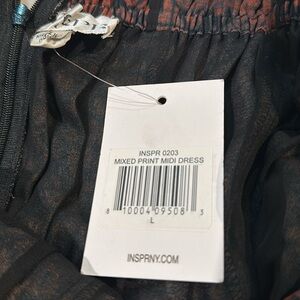 INSPR 0203
MIXED PRINT MIDI DRESS
8 10004 09508 3
L
INSPRNY.COM